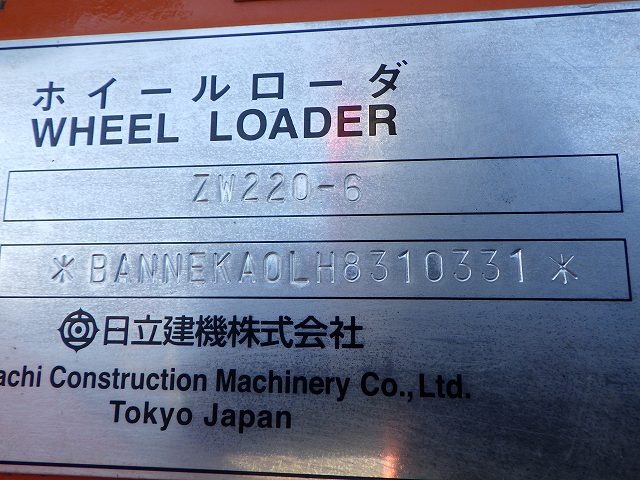 ホイールローダ
WHEEL LOADER
ZW220-6
*BANNEKA0LH8310331*
日立建機株式会社
achi Construction Machinery Co., Ltd.
Tokyo Japan